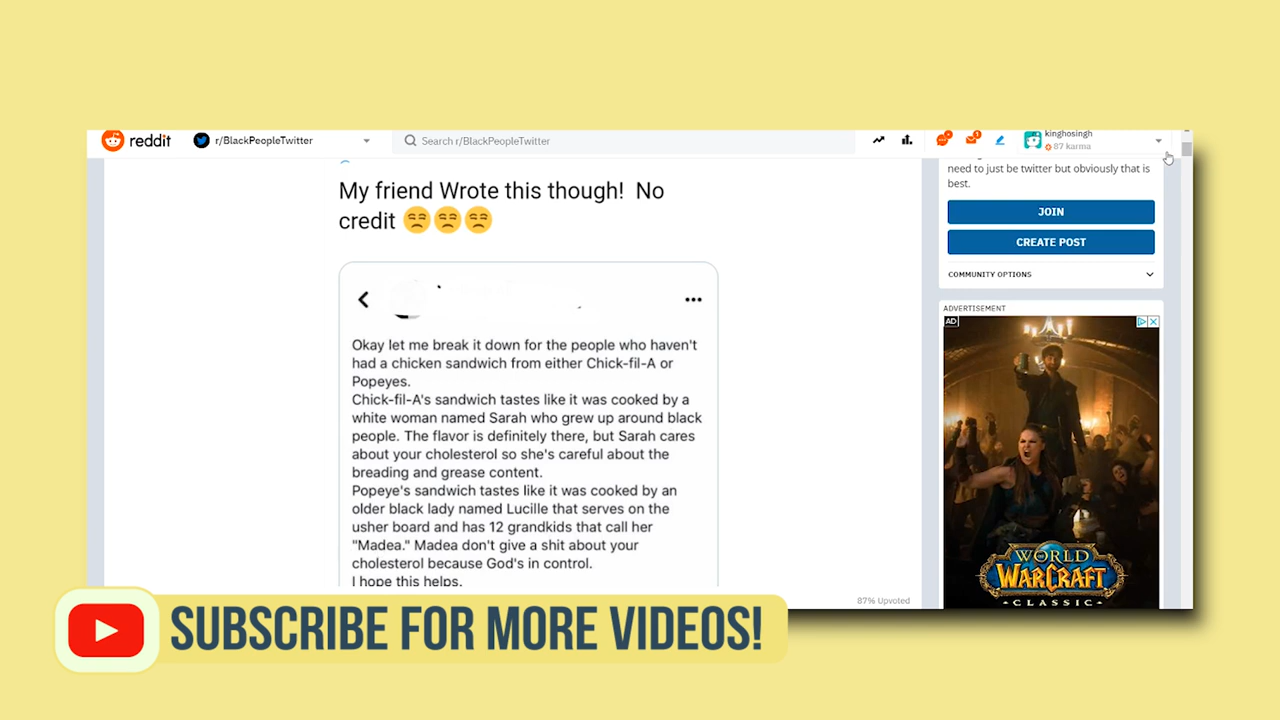 reddit
r/BlackPeopleTwitter
Search r/BlackPeopleTwitter
kinghosingh
87 karma
My friend Wrote this though!  No
credit 😒😒😒
Okay let me break it down for the people who haven't
had a chicken sandwich from either Chick-fil-A or
Popeyes.
Chick-fil-A's sandwich tastes like it was cooked by a
white woman named Sarah who grew up around black
people. The flavor is definitely there, but Sarah cares
about your cholesterol so she's careful about the
breading and grease content.
Popeye's sandwich tastes like it was cooked by an
older black lady named Lucille that serves on the
usher board and has 12 grandkids that call her
"Madea." Madea don't give a shit about your
cholesterol because God's in control.
I hope this helps.
87% Upvoted
need to just be twitter but obviously that is
best.
JOIN
CREATE POST
COMMUNITY OPTIONS
ADVERTISEMENT
AD
WORLD
WARCRAFT
CLASSIC
SUBSCRIBE FOR MORE VIDEOS!